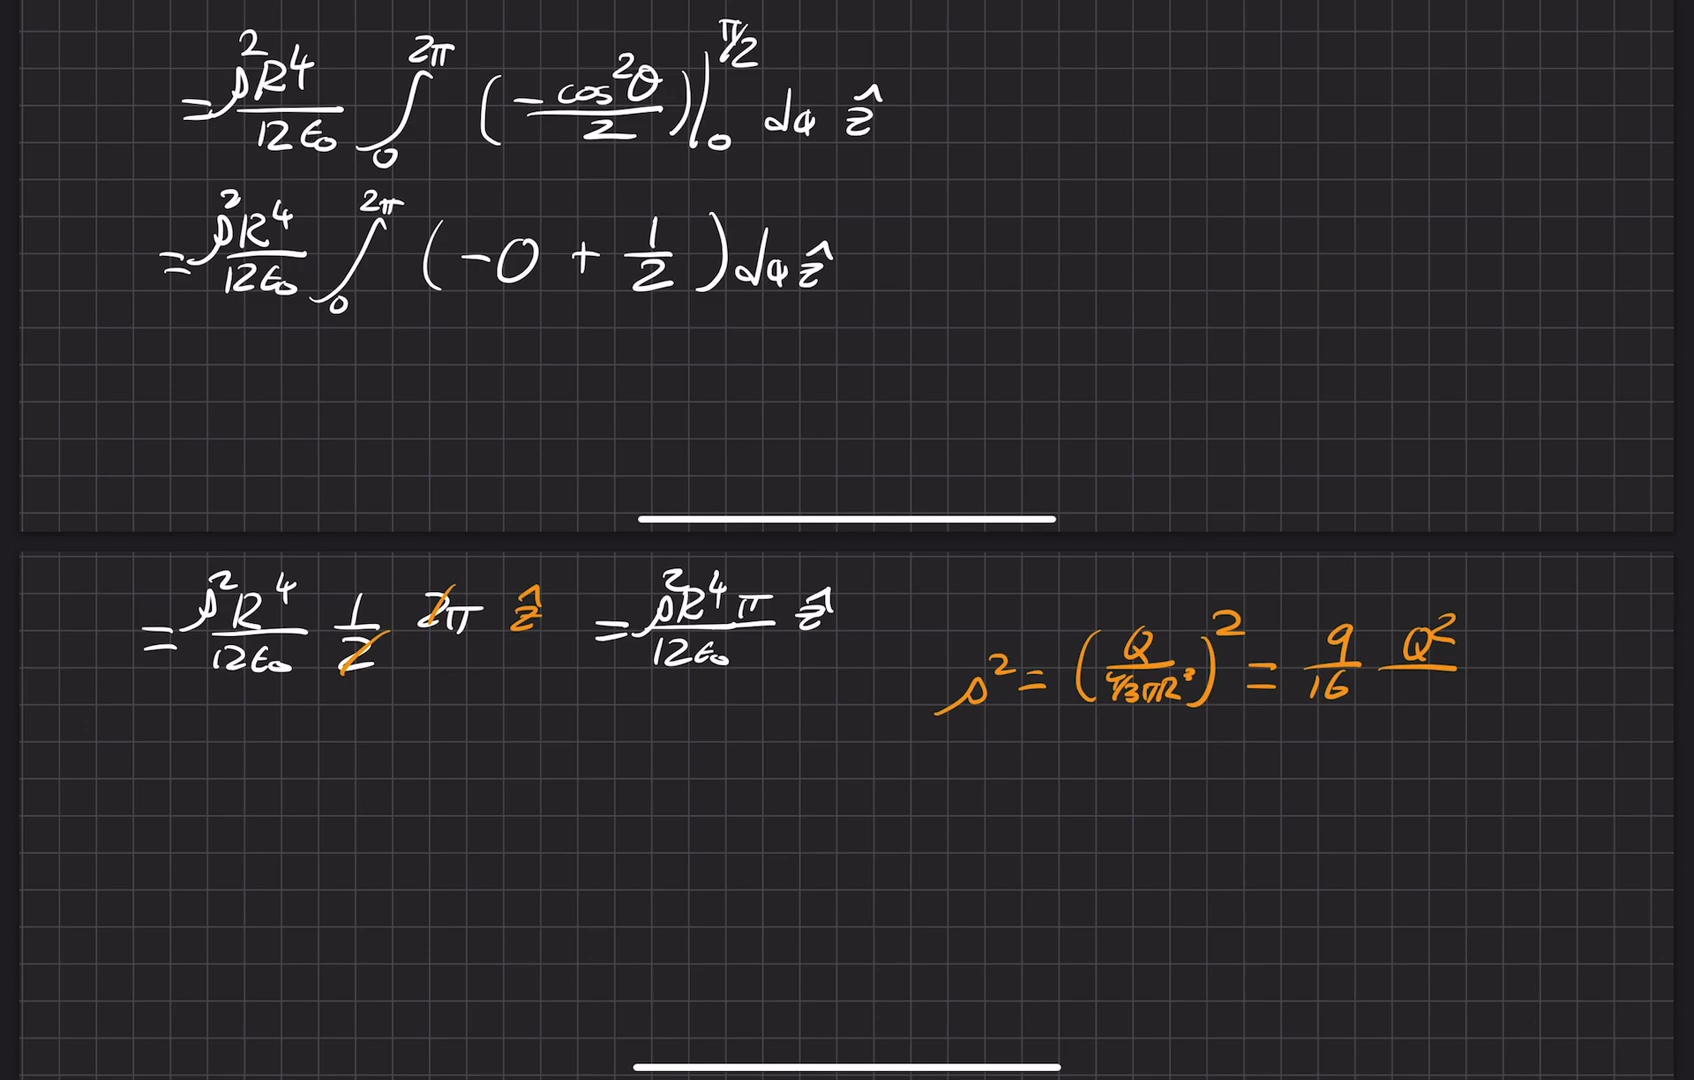 = ρ²R⁴/12ε₀ ∫₀^2π (−cos²θ/2)|₀^π/2 dφ ẑ
= ρ²R⁴/12ε₀ ∫₀^2π (−0 + 1/2) dφ ẑ
= ρ²R⁴/12ε₀ 1/2 2π ẑ = ρ²R⁴π/12ε₀ ẑ
ρ² = (Q/(4/3πR³))² = 9/16 Q²